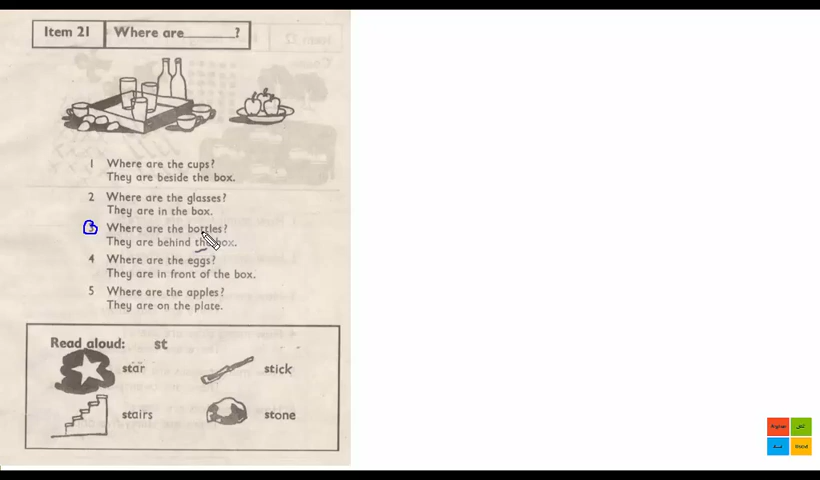 Item 21 Where are______?
1 Where are the cups?
They are beside the box.
2 Where are the glasses?
They are in the box.
3 Where are the bottles?
They are behind the box.
4 Where are the eggs?
They are in front of the box.
5 Where are the apples?
They are on the plate.
Read aloud: st
star stick
stairs stone